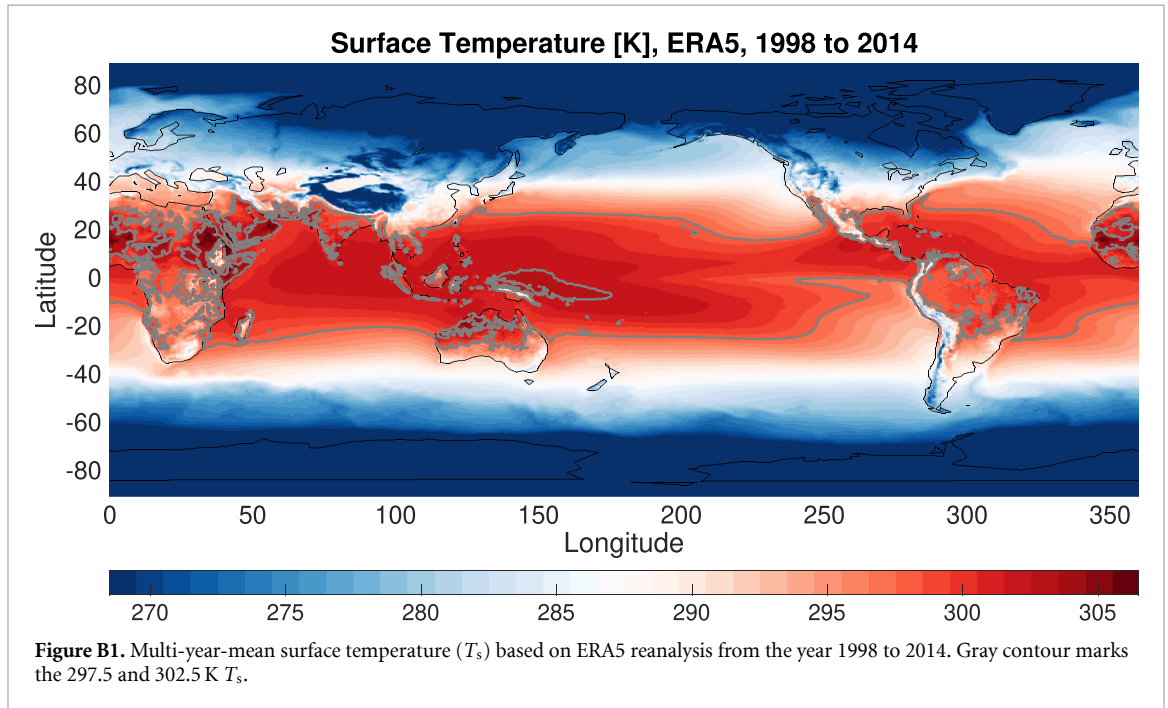 Surface Temperature [K], ERA5, 1998 to 2014
Latitude
80
60
40
20
0
-20
-40
-60
-80
0 50 100 150 200 250 300 350
Longitude
270 275 280 285 290 295 300 305
Figure B1. Multi-year-mean surface temperature (Ts) based on ERA5 reanalysis from the year 1998 to 2014. Gray contour marks
the 297.5 and 302.5 K Ts.